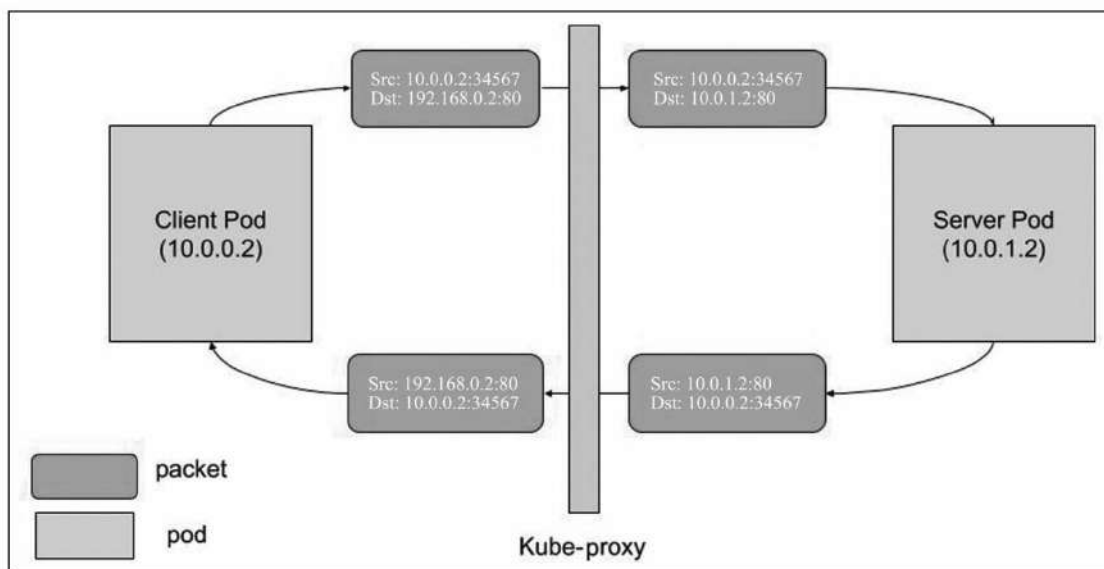 Src: 10.0.0.2:34567
Dst: 192.168.0.2:80
Src: 10.0.0.2:34567
Dst: 10.0.1.2:80
Client Pod
(10.0.0.2)
Server Pod
(10.0.1.2)
Src: 192.168.0.2:80
Dst: 10.0.0.2:34567
Src: 10.0.1.2:80
Dst: 10.0.0.2:34567
packet
pod
Kube-proxy